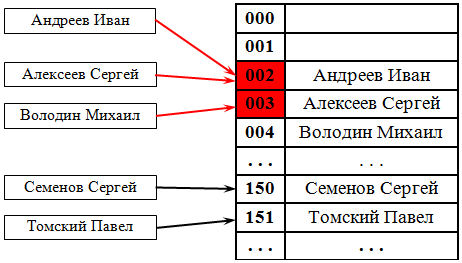 Андреев Иван
Алексеев Сергей
Володин Михаил
Семенов Сергей
Томский Павел
000
001
002 Андреев Иван
003 Алексеев Сергей
004 Володин Михаил
... ...
150 Семенов Сергей
151 Томский Павел
... ...